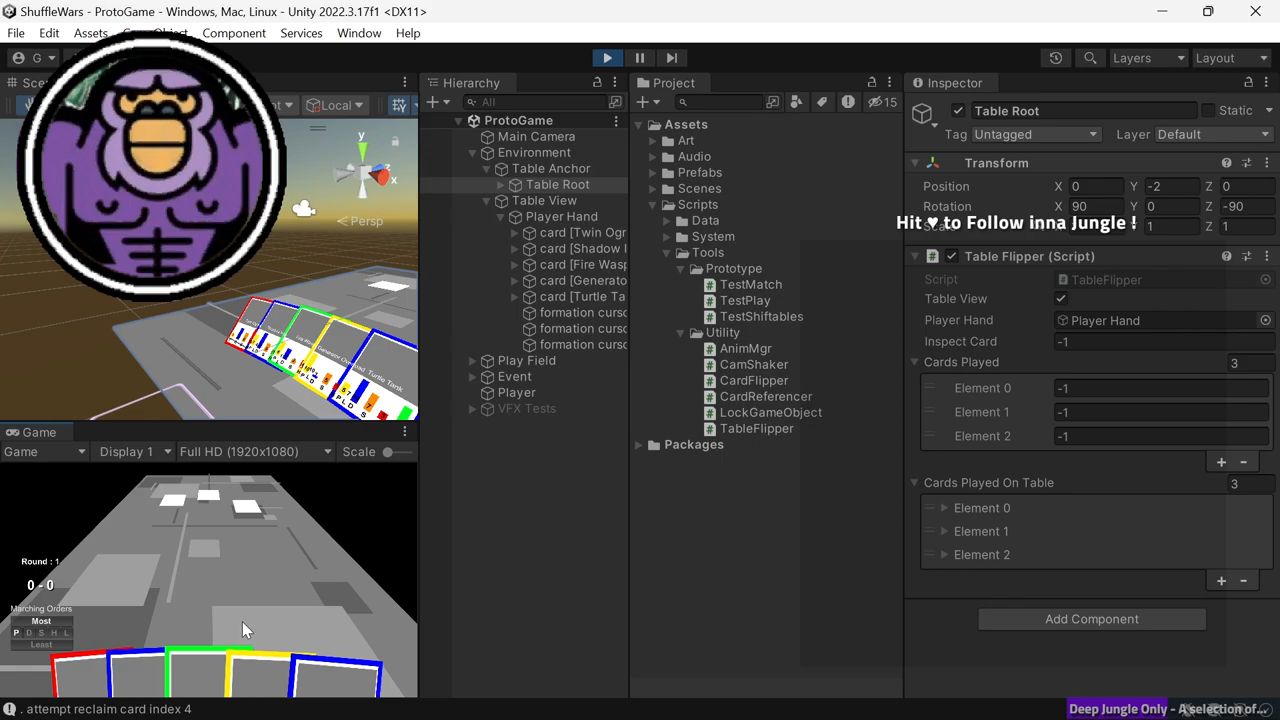 ShuffleWars - ProtoGame - Windows, Mac, Linux - Unity 2022.3.17f1 <DX11>
File Edit Assets Component Services Window Help
G
Layers Layout
Local
y
x
Persp
Game
Game Display 1 Full HD (1920x1080) Scale
Round : 1
0 - 0
Marching Orders
Most
P D S H L
Least
. attempt reclaim card index 4
Hierarchy
All
ProtoGame
Main Camera
Environment
Table Anchor
Table Root
Table View
Player Hand
card [Twin Ogr
card [Shadow
card [Fire Wasp
card [Generato
card [Turtle Ta
formation curso
formation curso
formation curso
Play Field
Event
Player
VFX Tests
Project
15
Assets
Art
Audio
Prefabs
Scenes
Scripts
Data
System
Tools
Prototype
TestMatch
TestPlay
TestShiftables
Utility
AnimMgr
CamShaker
CardFlipper
CardReferencer
LockGameObject
TableFlipper
Packages
Inspector
Table Root Static
Tag Untagged Layer Default
Transform
Position X 0 Y -2 Z 0
Rotation X 90 Y 0 Z -90
1 1
Hit ♥ to Follow inna Jungle !
Table Flipper (Script)
Script TableFlipper
Table View
Player Hand Player Hand
Inspect Card -1
Cards Played 3
Element 0 -1
Element 1 -1
Element 2 -1
Cards Played On Table 3
Element 0
Element 1
Element 2
Add Component
Deep Jungle Only - A selection of...